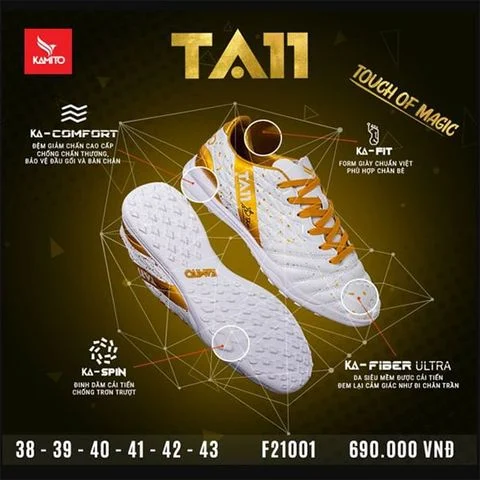 KAMITO
TA11
TOUCH OF MAGIC
KA-COMFORT
ĐỆM GIẢM CHẤN CAO CẤP
CHỐNG CHẤN THƯƠNG,
BẢO VỆ ĐẦU GỐI VÀ BÀN CHÂN
KA-FIT
FORM GIÀY CHUẨN VIỆT
PHÙ HỢP CHÂN BÈ
TA11
KAMITO
KA-SPIN
ĐINH DĂM CẢI TIẾN
CHỐNG TRƠN TRƯỢT
KA-FIBER ULTRA
DA SIÊU MỀM ĐƯỢC CẢI TIẾN
ĐEM LẠI CẢM GIÁC NHƯ ĐI CHÂN TRẦN
38 - 39 - 40 - 41 - 42 - 43 F21001 690.000 VNĐ